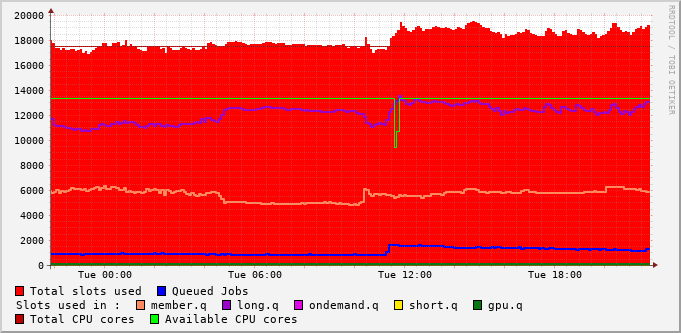 RRDTOOL / TOBI OETIKER
20000
18000
16000
14000
12000
10000
8000
6000
4000
2000
0
Tue 00:00 Tue 06:00 Tue 12:00 Tue 18:00
Total slots used Queued Jobs
Slots used in : member.q long.q ondemand.q short.q gpu.q
Total CPU cores Available CPU cores